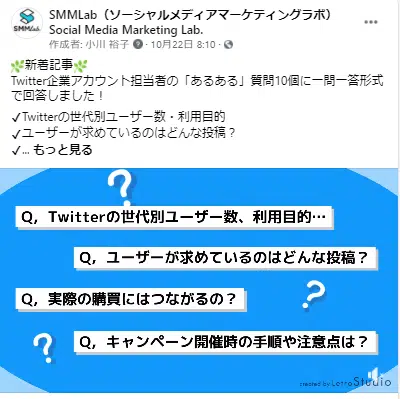 SMMLab
SMMLab（ソーシャルメディアマーケティングラボ）
Social Media Marketing Lab.
作成者: 小川 裕子 · 10月22日 8:10 ·
🌿新着記事🌿
Twitter企業アカウント担当者の「あるある」質問10個に一問一答形式
で回答しました！
✓Twitterの世代別ユーザー数・利用目的
✓ユーザーが求めているのはどんな投稿？
✓... もっと見る
?
Q，Twitterの世代別ユーザー数、利用目的…
Q，ユーザーが求めているのはどんな投稿？
Q，実際の購買にはつながるの？
?
?
Q，キャンペーン開催時の手順や注意点は？
created by LetroStudio